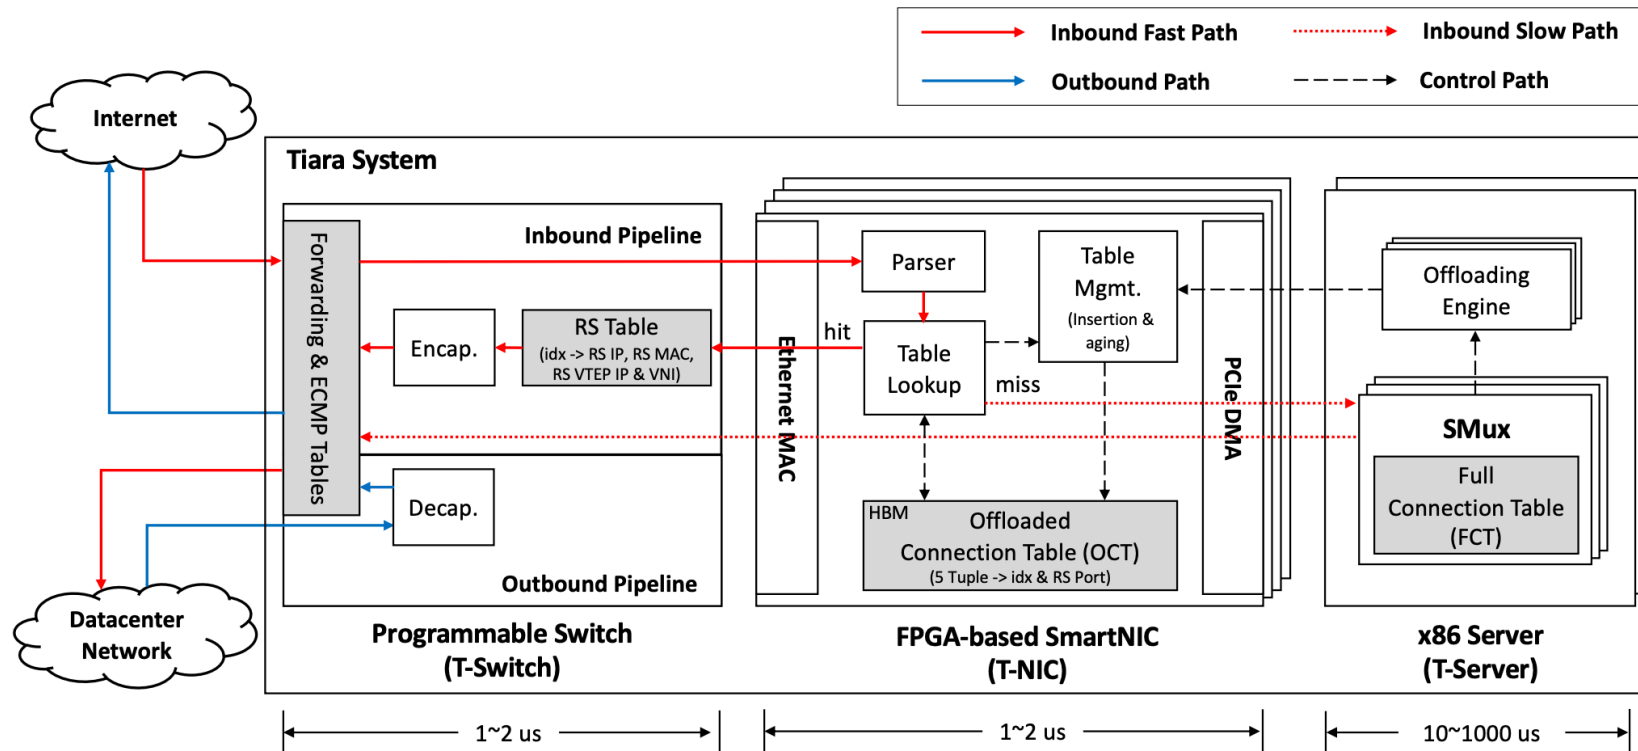 Inbound Fast Path
Inbound Slow Path
Outbound Path
Control Path
Internet
Tiara System
Forwarding & ECMP Tables
Inbound Pipeline
Encap.
RS Table
(idx -> RS IP, RS MAC,
RS VTEP IP & VNI)
Decap.
Outbound Pipeline
Datacenter
Network
Programmable Switch
(T-Switch)
Ethernet MAC
Parser
hit
Table
Lookup
miss
Table
Mgmt.
(Insertion &
aging)
HBM
Offloaded
Connection Table (OCT)
(5 Tuple -> idx & RS Port)
PCIe DMA
FPGA-based SmartNIC
(T-NIC)
Offloading
Engine
SMux
Full
Connection Table
(FCT)
x86 Server
(T-Server)
1~2 us
1~2 us
10~1000 us